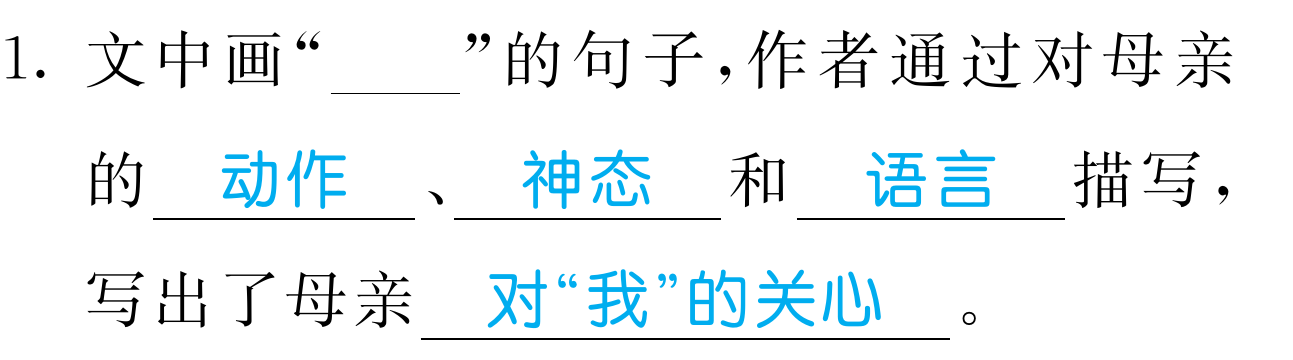 1. 文中画“____”的句子,作者通过对母亲
的 动作 、 神态 和 语言 描写,
写出了母亲 对“我”的关心 。